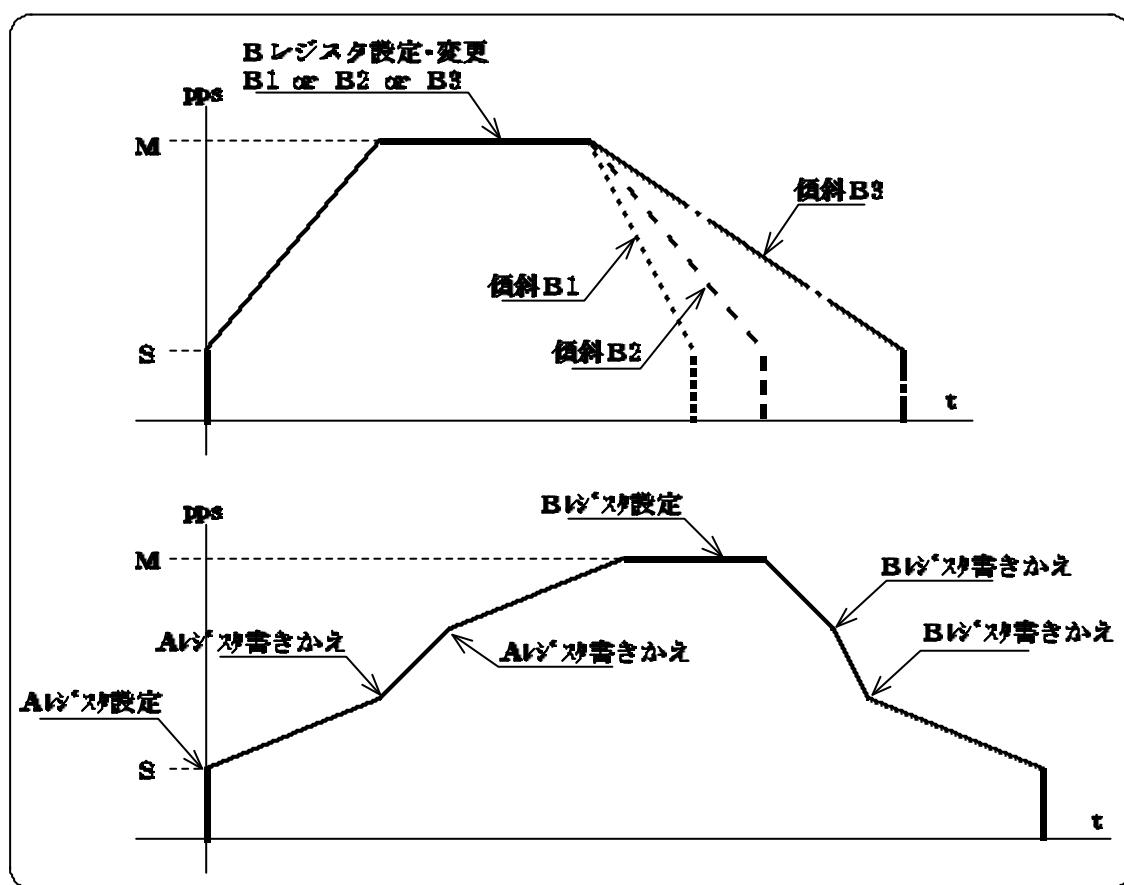 Bレジスタ設定・変更
B1 or B2 or B3
pps
M
傾斜B3
傾斜B1
傾斜B2
S
t
pps
Bﾚｼﾞｽﾀ設定
M
Bﾚｼﾞｽﾀ書きかえ
Aﾚｼﾞｽﾀ書きかえ
Aﾚｼﾞｽﾀ書きかえ
Bﾚｼﾞｽﾀ書きかえ
Aﾚｼﾞｽﾀ設定
S
t